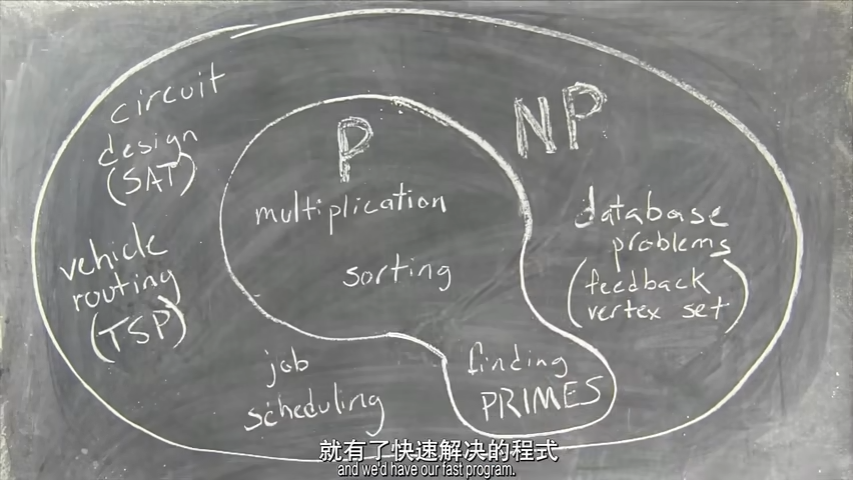 circuit
design
(SAT)
P
NP
multiplication
sorting
database
problems
(feedback
vertex set)
vehicle
routing
(TSP)
job
scheduling
finding
PRIMES
就有了快速解决的程式
and we'd have our fast program.